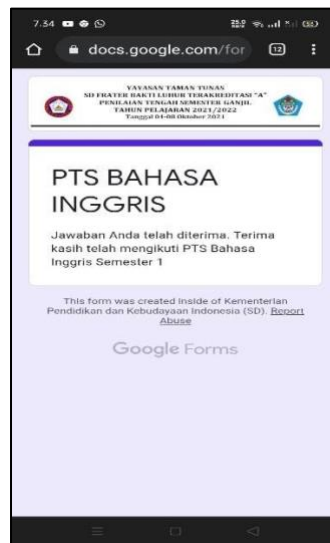 7.34
docs.google.com/for
12
YAYASAN TAMAN TUNAS
SD FRATER BAKTI LUHUR TERAKREDITASI "A"
PENILAIAN TENGAH SEMESTER GANJIL
TAHUN PELAJARAN 2021/2022
Tanggal 04-08 Oktober 2021
PTS BAHASA
INGGRIS
Jawaban Anda telah diterima. Terima
kasih telah mengikuti PTS Bahasa
Inggris Semester 1
This form was created inside of Kementerian
Pendidikan dan Kebudayaan Indonesia (SD). Report
Abuse
Google Forms